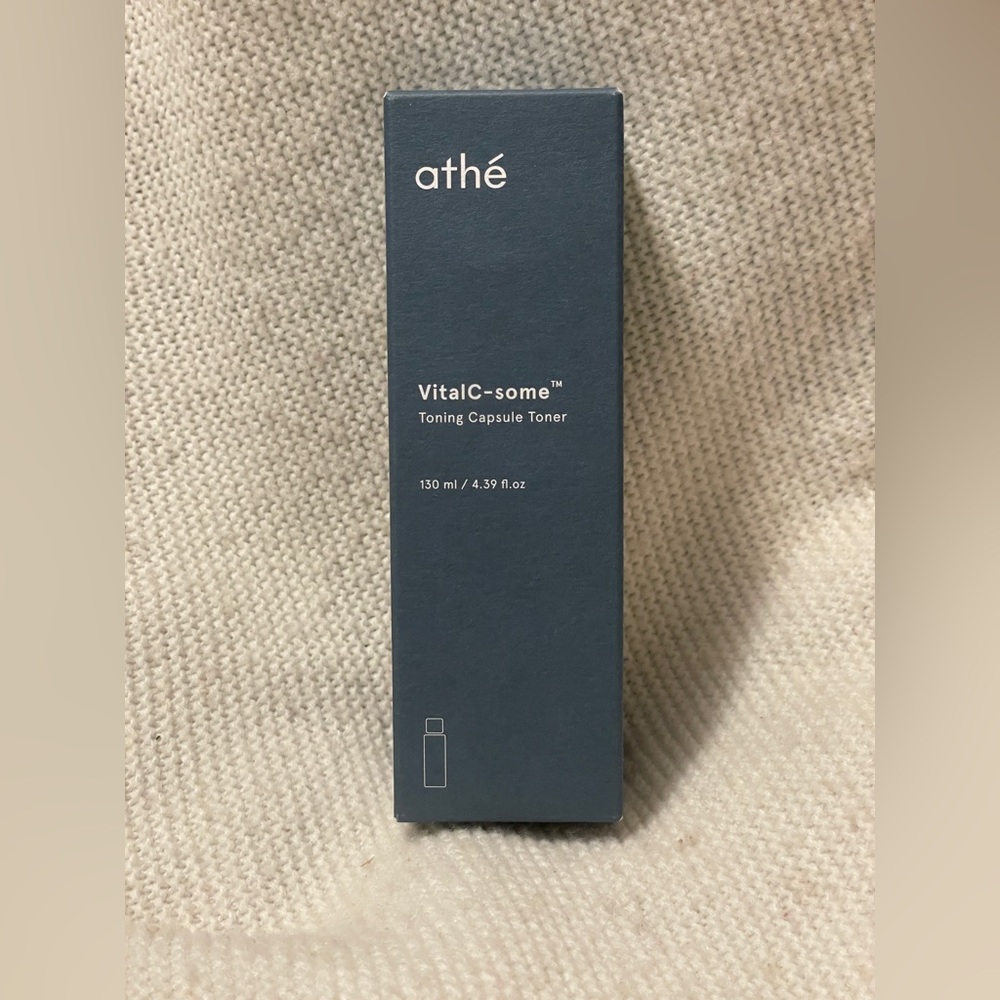 athé
VitalC-some™
Toning Capsule Toner
130 ml / 4.39 fl.oz